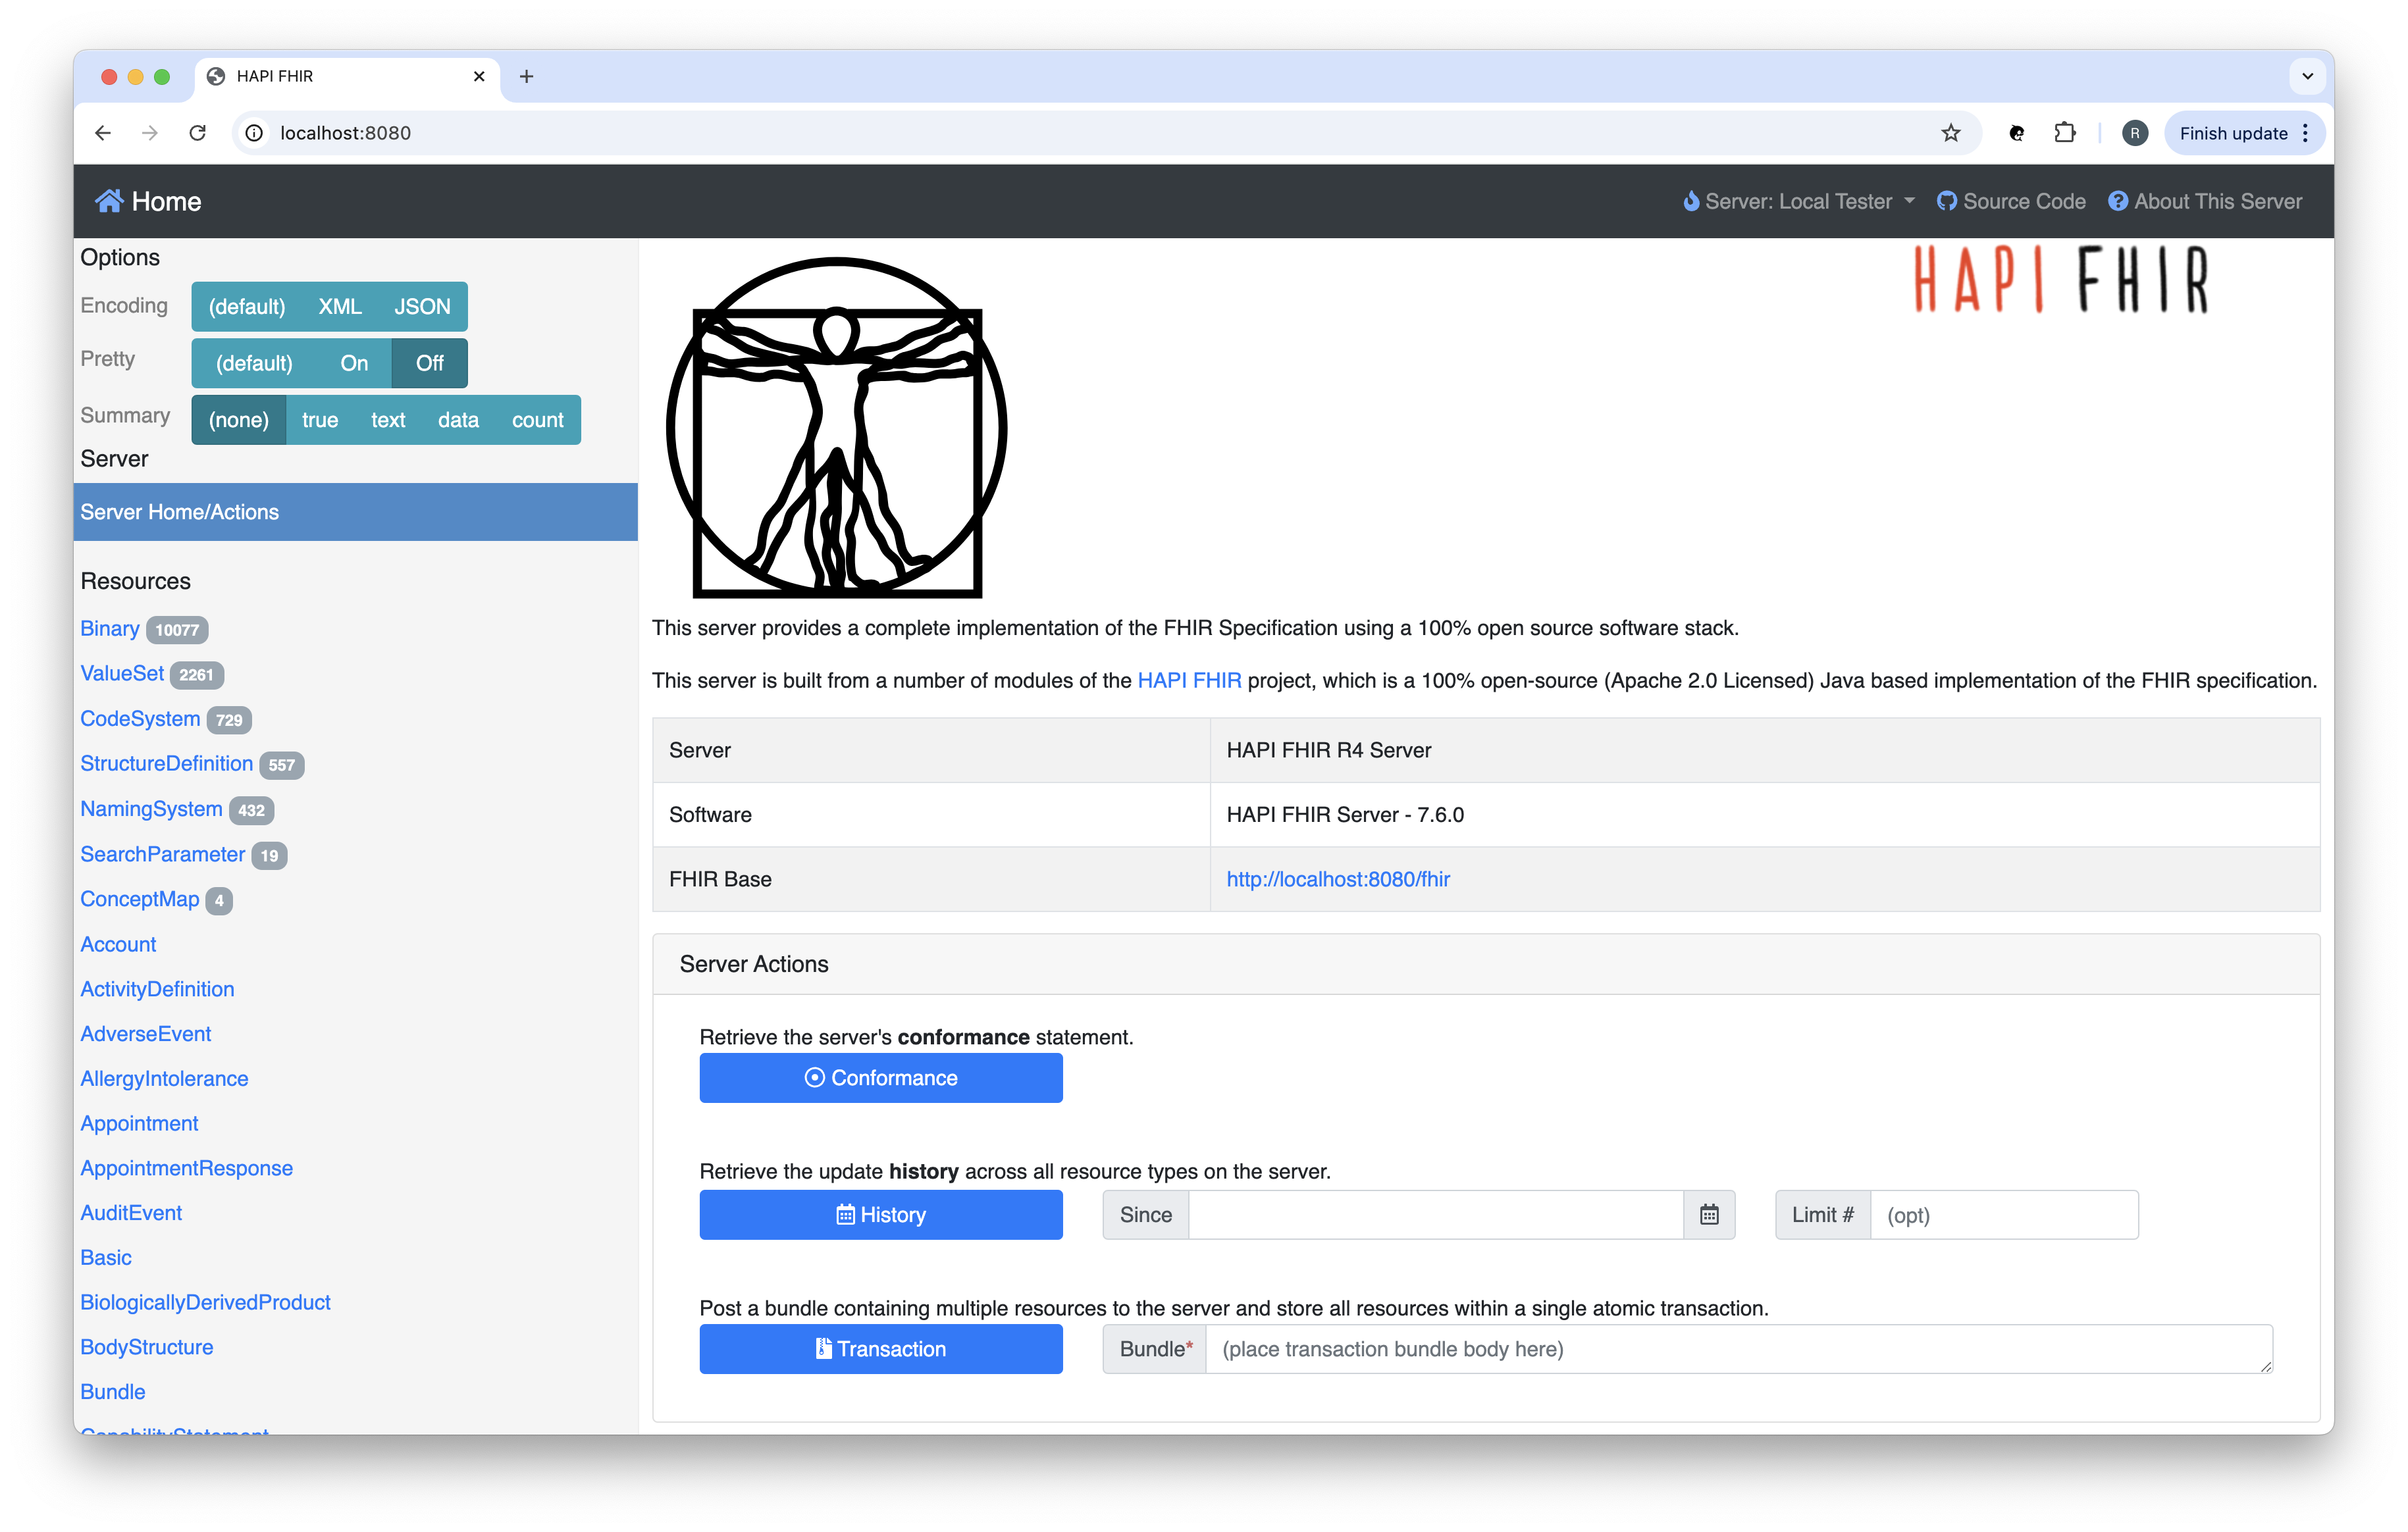 HAPI FHIR
localhost:8080
R
Finish update
Home
Server: Local Tester
Source Code
About This Server
Options
Encoding (default) XML JSON
Pretty (default) On Off
Summary (none) true text data count
Server
Server Home/Actions
Resources
Binary 10077
ValueSet 2261
CodeSystem 729
StructureDefinition 557
NamingSystem 432
SearchParameter 19
ConceptMap 4
Account
ActivityDefinition
AdverseEvent
AllergyIntolerance
Appointment
AppointmentResponse
AuditEvent
Basic
BiologicallyDerivedProduct
BodyStructure
Bundle
CapabilityStatement
HAPI FHIR
This server provides a complete implementation of the FHIR Specification using a 100% open source software stack.
This server is built from a number of modules of the HAPI FHIR project, which is a 100% open-source (Apache 2.0 Licensed) Java based implementation of the FHIR specification.
Server HAPI FHIR R4 Server
Software HAPI FHIR Server - 7.6.0
FHIR Base http://localhost:8080/fhir
Server Actions
Retrieve the server's conformance statement.
Conformance
Retrieve the update history across all resource types on the server.
History Since Limit # (opt)
Post a bundle containing multiple resources to the server and store all resources within a single atomic transaction.
Transaction Bundle* (place transaction bundle body here)